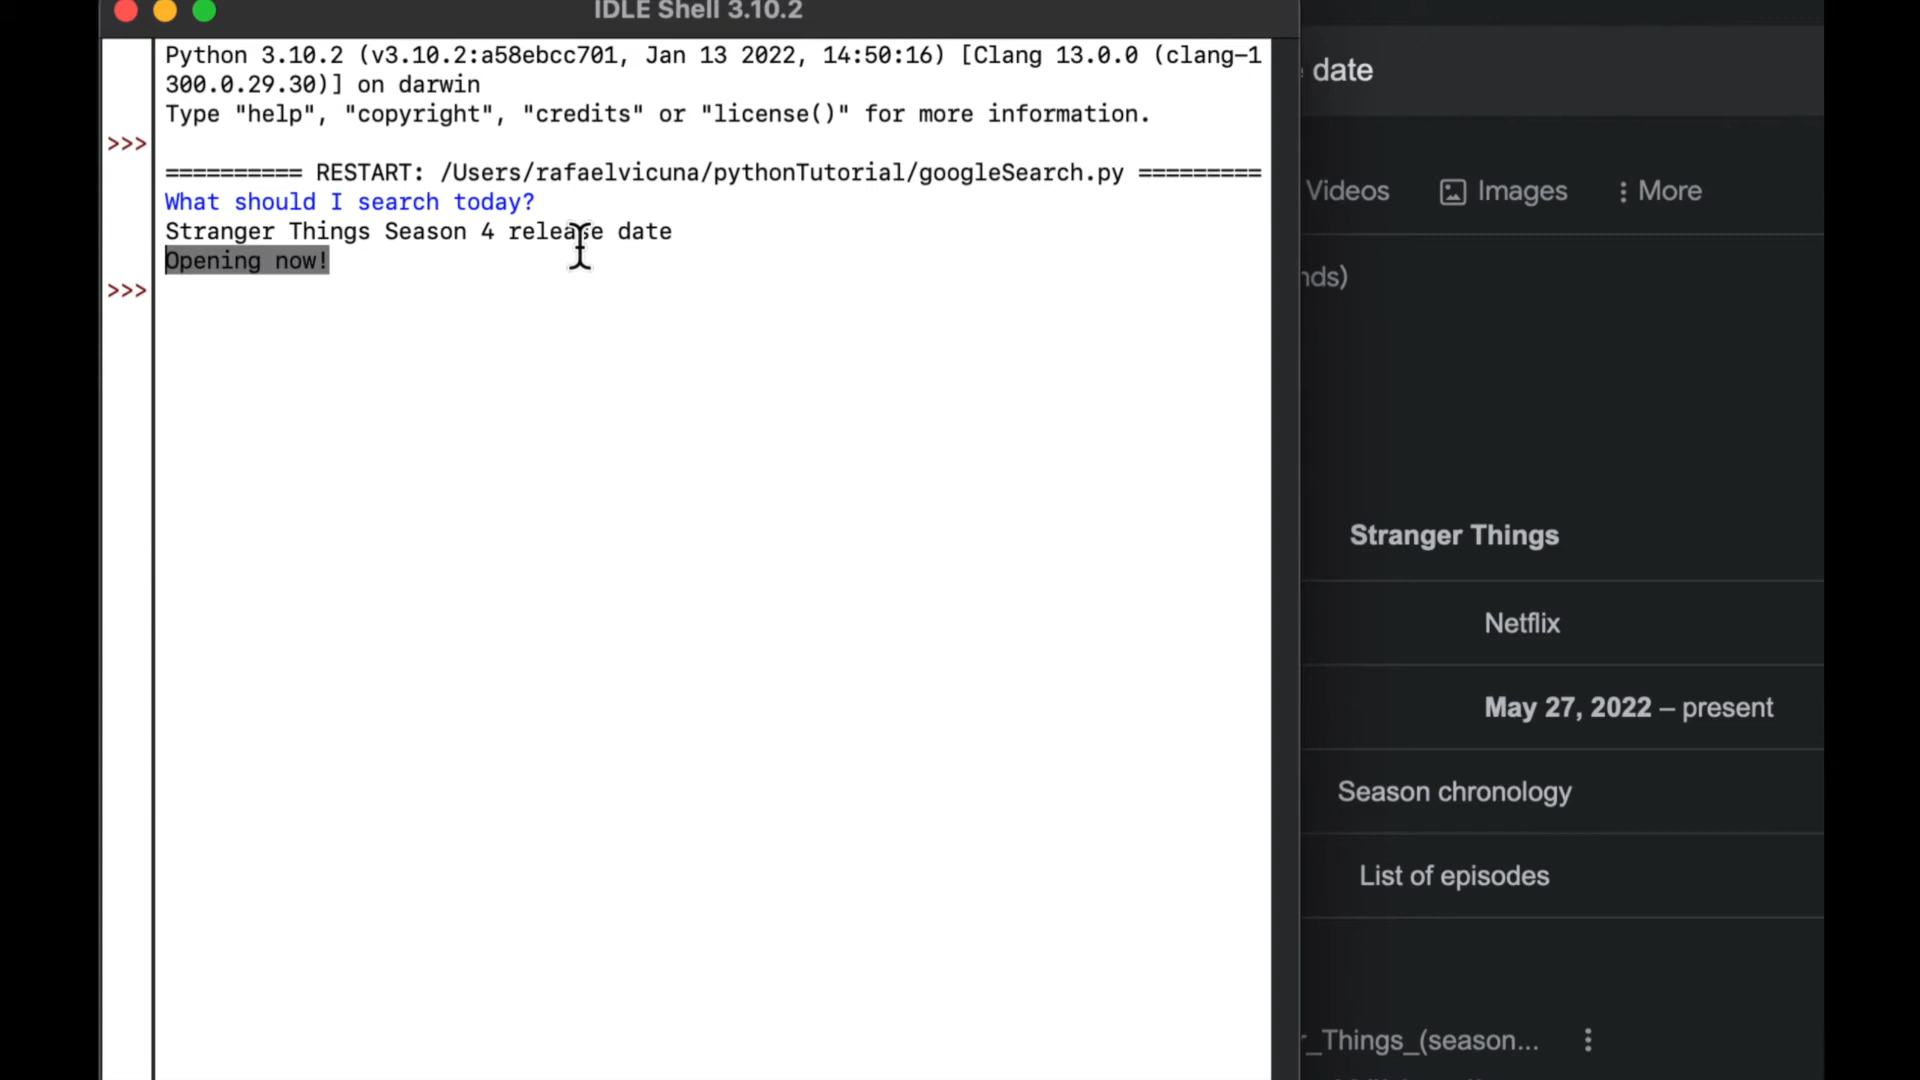 IDLE Shell 3.10.2
Python 3.10.2 (v3.10.2:a58ebcc701, Jan 13 2022, 14:50:16) [Clang 13.0.0 (clang-1
300.0.29.30)] on darwin
Type "help", "copyright", "credits" or "license()" for more information.
>>>
========== RESTART: /Users/rafaelvicuna/pythonTutorial/googleSearch.py =========
What should I search today?
Stranger Things Season 4 release date
Opening now!
>>>
date
Videos Images More
nds)
Stranger Things
Netflix
May 27, 2022 – present
Season chronology
List of episodes
r_Things_(season...